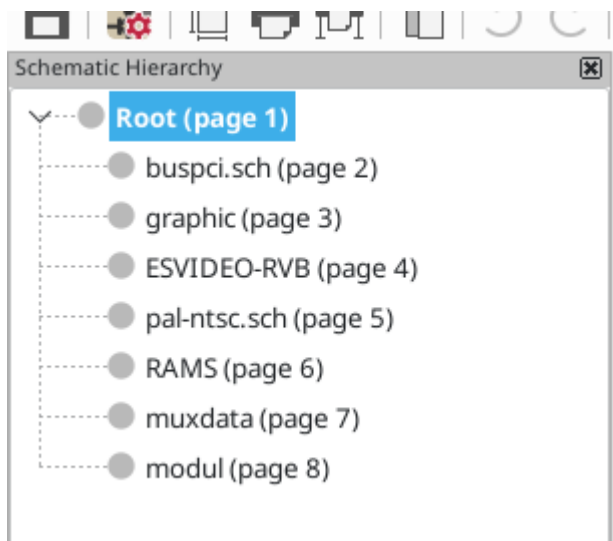 Schematic Hierarchy
Root (page 1)
buspci.sch (page 2)
graphic (page 3)
ESVIDEO-RVB (page 4)
pal-ntsc.sch (page 5)
RAMS (page 6)
muxdata (page 7)
modul (page 8)